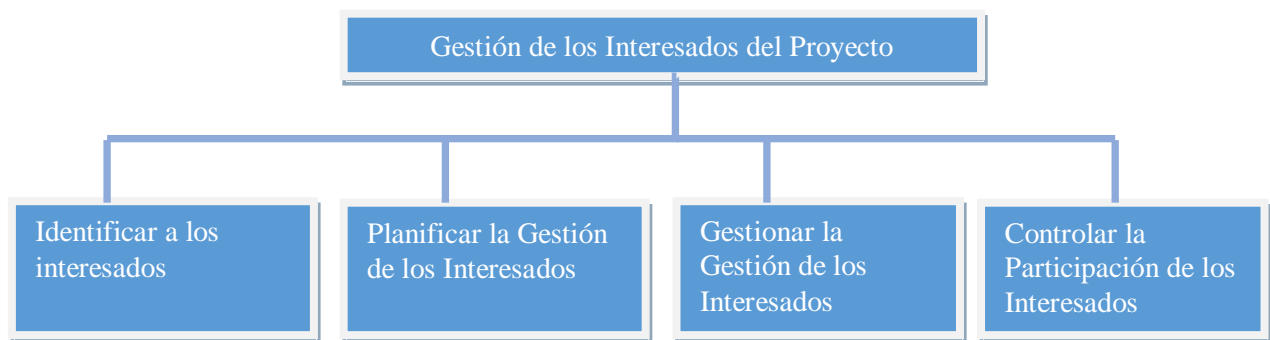 Gestión de los Interesados del Proyecto
Identificar a los
interesados
Planificar la Gestión
de los Interesados
Gestionar la
Gestión de los
Interesados
Controlar la
Participación de los
Interesados